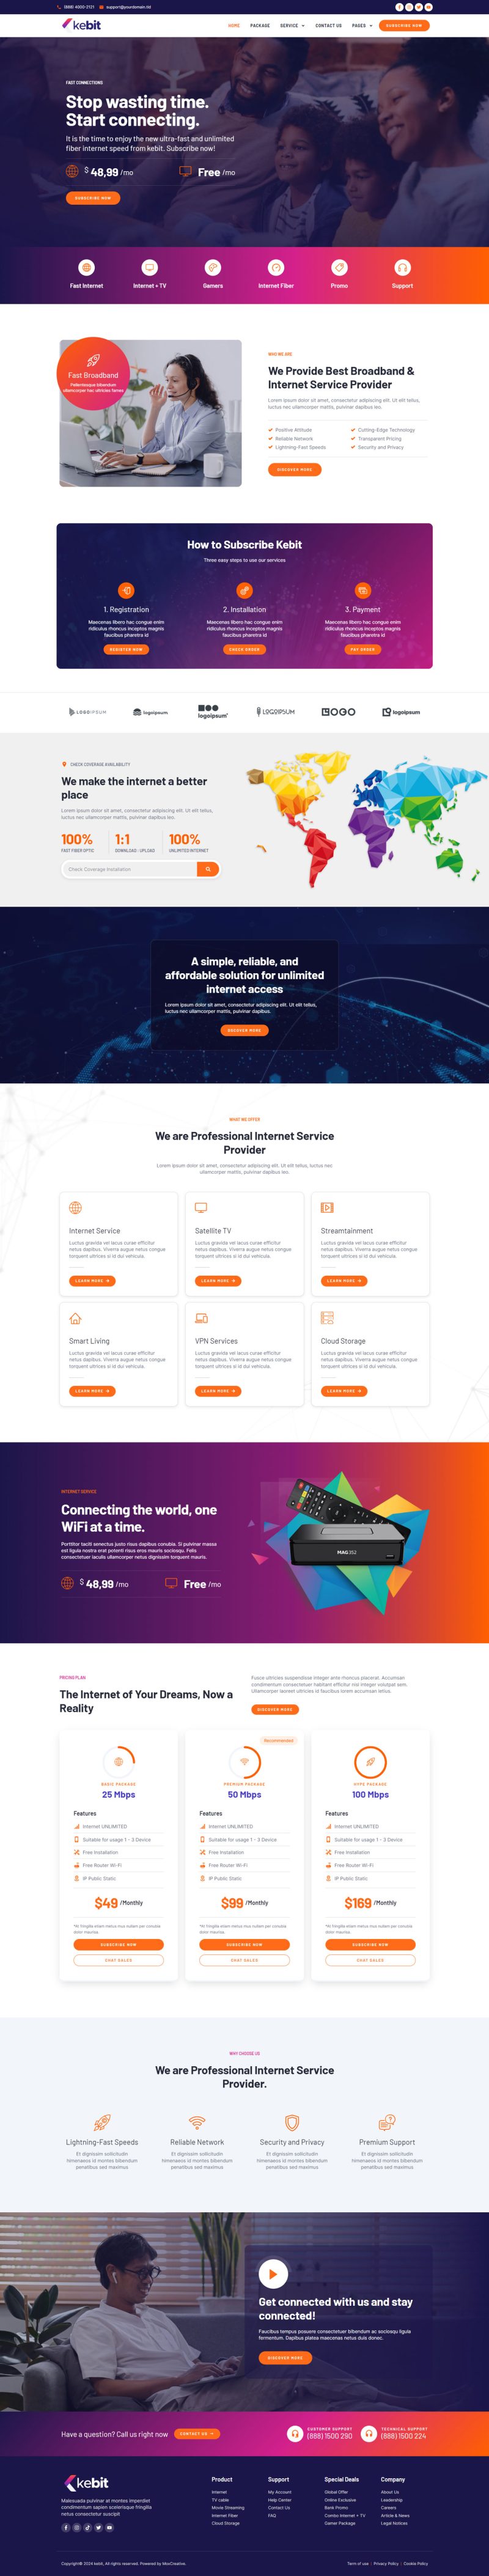 (888) 4000-2121
support@yourdomain.tld
kebit
HOME
PACKAGE
SERVICE
CONTACT US
PAGES
SUBSCRIBE NOW
FAST CONNECTIONS
Stop wasting time.
Start connecting.
It is the time to enjoy the new ultra-fast and unlimited
fiber internet speed from kebit. Subscribe now!
$ 48,99 /mo
Free /mo
SUBSCRIBE NOW
Fast Internet
Internet + TV
Gamers
Internet Fiber
Promo
Support
Fast Broadband
Pellentesque bibendum
ullamcorper hac ultricies fames
WHO WE ARE
We Provide Best Broadband &
Internet Service Provider
Lorem ipsum dolor sit amet, consectetur adipiscing elit. Ut elit tellus,
luctus nec ullamcorper mattis, pulvinar dapibus leo.
Positive Attitude
Cutting-Edge Technology
Reliable Network
Transparent Pricing
Lightning-Fast Speeds
Security and Privacy
DISCOVER MORE
How to Subscribe Kebit
Three easy steps to use our services
1. Registration
Maecenas libero hac congue enim
ridiculus rhoncus inceptos magnis
faucibus pharetra id
REGISTER NOW
2. Installation
Maecenas libero hac congue enim
ridiculus rhoncus inceptos magnis
faucibus pharetra id
CHECK ORDER
3. Payment
Maecenas libero hac congue enim
ridiculus rhoncus inceptos magnis
faucibus pharetra id
PAY ORDER
LOGOIPSUM
logoipsum
logoipsum
LOGOIPSUM
LOGO
logoipsum
CHECK COVERAGE AVAILABILITY
We make the internet a better
place
Lorem ipsum dolor sit amet, consectetur adipiscing elit. Ut elit tellus,
luctus nec ullamcorper mattis, pulvinar dapibus leo.
100%
FAST FIBER OPTIC
1:1
DOWNLOAD : UPLOAD
100%
UNLIMITED INTERNET
Check Coverage Installation
A simple, reliable, and
affordable solution for unlimited
internet access
Lorem ipsum dolor sit amet, consectetur adipiscing elit. Ut elit tellus,
luctus nec ullamcorper mattis, pulvinar dapibus.
DISCOVER MORE
WHAT WE OFFER
We are Professional Internet Service
Provider
Lorem ipsum dolor sit amet, consectetur adipiscing elit. Ut elit tellus, luctus nec
ullamcorper mattis, pulvinar dapibus leo.
Internet Service
Luctus gravida vel lacus curae efficitur
netus dapibus. Viverra augue netus congue
torquent ultrices si id dui vehicula.
LEARN MORE
Satellite TV
Luctus gravida vel lacus curae efficitur
netus dapibus. Viverra augue netus congue
torquent ultrices si id dui vehicula.
LEARN MORE
Streamtainment
Luctus gravida vel lacus curae efficitur
netus dapibus. Viverra augue netus congue
torquent ultrices si id dui vehicula.
LEARN MORE
Smart Living
Luctus gravida vel lacus curae efficitur
netus dapibus. Viverra augue netus congue
torquent ultrices si id dui vehicula.
LEARN MORE
VPN Services
Luctus gravida vel lacus curae efficitur
netus dapibus. Viverra augue netus congue
torquent ultrices si id dui vehicula.
LEARN MORE
Cloud Storage
Luctus gravida vel lacus curae efficitur
netus dapibus. Viverra augue netus congue
torquent ultrices si id dui vehicula.
LEARN MORE
INTERNET SERVICE
Connecting the world, one
WiFi at a time.
Porttitor taciti senectus justo risus dapibus conubia. Si pulvinar massa
est ligula nostra erat potenti risus eros mauris sociosqu. Felis
consectetuer iaculis ullamcorper netus dignissim torquent mauris.
$ 48,99 /mo
Free /mo
MAG 352
PRICING PLAN
The Internet of Your Dreams, Now a
Reality
Fusce ultricies suspendisse integer ante rhoncus placerat. Accumsan
condimentum consectetuer habitant efficitur nisl integer volutpat sem.
Ullamcorper laoreet ultricies id faucibus lorem accumsan letius.
DISCOVER MORE
BASIC PACKAGE
25 Mbps
Features
Internet UNLIMITED
Suitable for usage 1 - 3 Device
Free Installation
Free Router Wi-Fi
IP Public Static
$49 /Monthly
*At fringilla etiam metus mus nullam per conubia
dolor mauriss.
SUBSCRIBE NOW
CHAT SALES
Recommended
PREMIUM PACKAGE
50 Mbps
Features
Internet UNLIMITED
Suitable for usage 1 - 3 Device
Free Installation
Free Router Wi-Fi
IP Public Static
$99 /Monthly
*At fringilla etiam metus mus nullam per conubia
dolor mauriss.
SUBSCRIBE NOW
CHAT SALES
HYPE PACKAGE
100 Mbps
Features
Internet UNLIMITED
Suitable for usage 1 - 3 Device
Free Installation
Free Router Wi-Fi
IP Public Static
$169 /Monthly
*At fringilla etiam metus mus nullam per conubia
dolor mauriss.
SUBSCRIBE NOW
CHAT SALES
WHY CHOOSE US
We are Professional Internet Service
Provider.
Lightning-Fast Speeds
Et dignissim sollicitudin
himenaeos id montes bibendum
penatibus sed maximus
Reliable Network
Et dignissim sollicitudin
himenaeos id montes bibendum
penatibus sed maximus
Security and Privacy
Et dignissim sollicitudin
himenaeos id montes bibendum
penatibus sed maximus
Premium Support
Et dignissim sollicitudin
himenaeos id montes bibendum
penatibus sed maximus
Get connected with us and stay
connected!
Faucibus tempus posuere consectetuer bibendum ac sociosqu ligula
fermentum. Dapibus platea maecenas netus duis donec.
DISCOVER MORE
Have a question? Call us right now
CONTACT US
CUSTOMER SUPPORT
(888) 1500 290
TECHNICAL SUPPORT
(888) 1500 224
kebit
Malesuada pulvinar at montes imperdiet
condimentum sapien scelerisque fringilla
netus consectetur suscipit
Product
Internet
TV cable
Movie Streaming
Internet Fiber
Cloud Storage
Support
My Account
Help Center
Contact Us
FAQ
Special Deals
Global Offer
Online Exclusive
Bank Promo
Combo Internet + TV
Gamer Package
Company
About Us
Leadership
Careers
Article & News
Legal Notices
Copyright© 2024 kebit, All rights reserved. Powered by MoxCreative.
Term of use
Privacy Policy
Cookie Policy